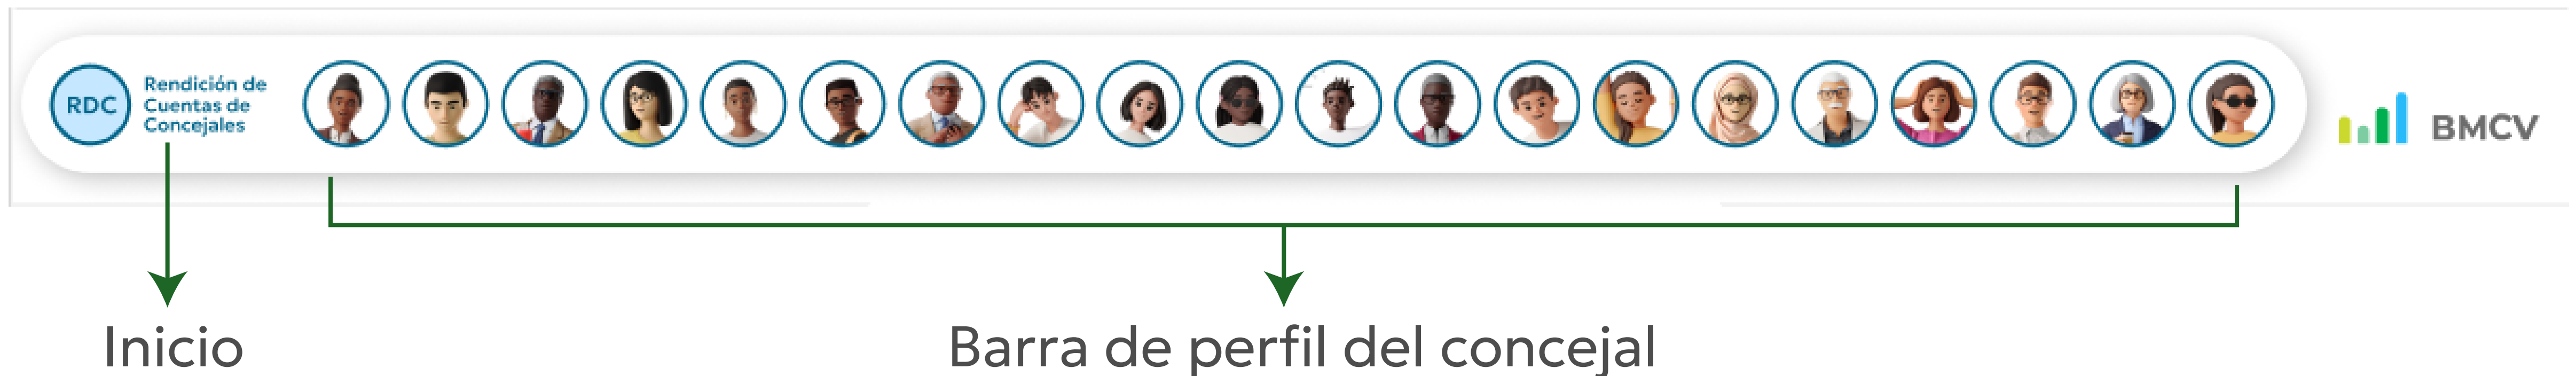 RDC
Rendición de
Cuentas de
Concejales
BMCV
Inicio
Barra de perfil del concejal